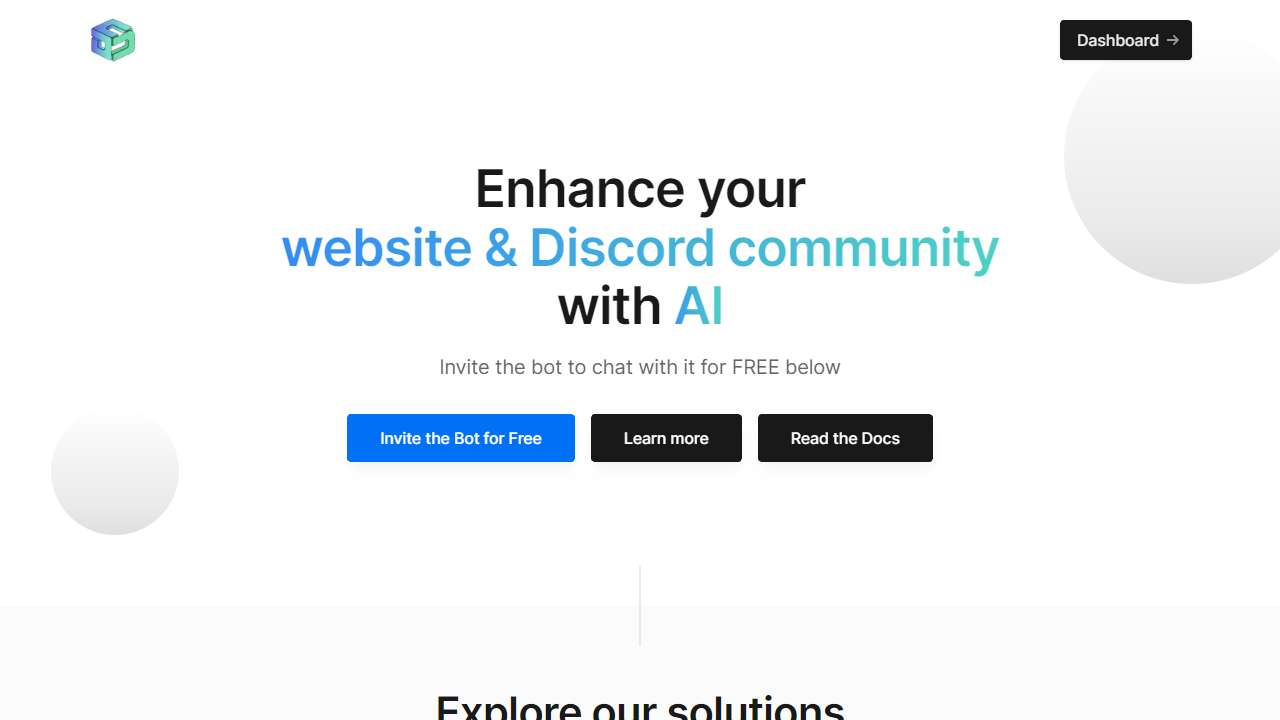 Dashboard
Enhance your
website & Discord community
with AI
Invite the bot to chat with it for FREE below
Invite the Bot for Free
Learn more
Read the Docs
Explore our solutions